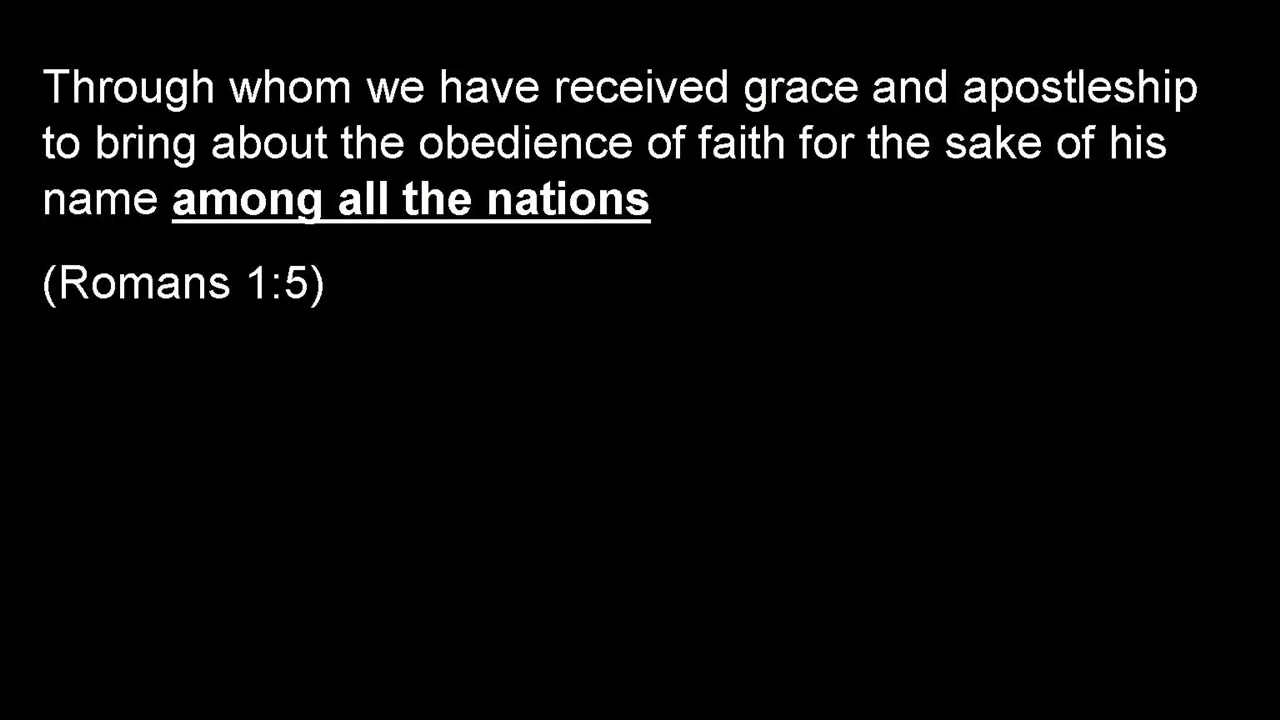 Through whom we have received grace and apostleship
to bring about the obedience of faith for the sake of his
name among all the nations
(Romans 1:5)